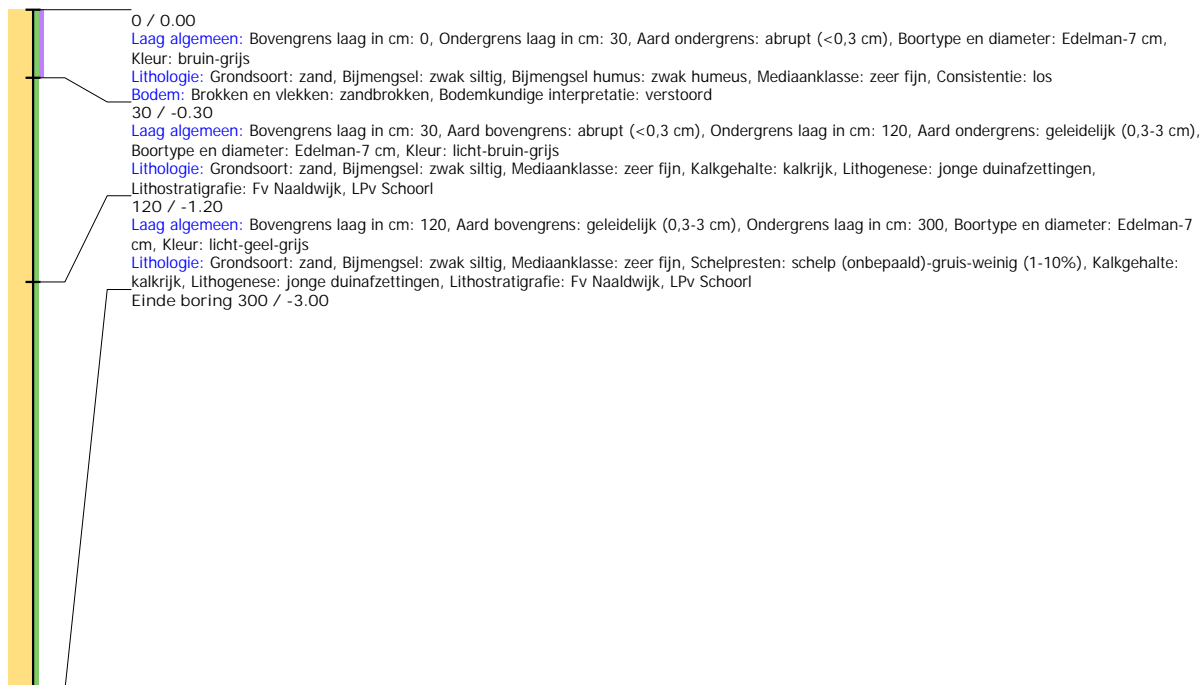 0 / 0.00
Laag algemeen: Bovengrens laag in cm: 0, Ondergrens laag in cm: 30, Aard ondergrens: abrupt (<0,3 cm), Boortype en diameter: Edelman-7 cm,
Kleur: bruin-grijs
Lithologie: Grondsoort: zand, Bijmengsel: zwak siltig, Bijmengsel humus: zwak humeus, Mediaanklasse: zeer fijn, Consistentie: los
Bodem: Brokken en vlekken: zandbrokken, Bodemkundige interpretatie: verstoord
30 / -0.30
Laag algemeen: Bovengrens laag in cm: 30, Aard bovengrens: abrupt (<0,3 cm), Ondergrens laag in cm: 120, Aard ondergrens: geleidelijk (0,3-3 cm),
Boortype en diameter: Edelman-7 cm, Kleur: licht-bruin-grijs
Lithologie: Grondsoort: zand, Bijmengsel: zwak siltig, Mediaanklasse: zeer fijn, Kalkgehalte: kalkrijk, Lithogenese: jonge duinafzettingen,
Lithostratigrafie: Fv Naaldwijk, LPv Schoorl
120 / -1.20
Laag algemeen: Bovengrens laag in cm: 120, Aard bovengrens: geleidelijk (0,3-3 cm), Ondergrens laag in cm: 300, Boortype en diameter: Edelman-7
cm, Kleur: licht-geel-grijs
Lithologie: Grondsoort: zand, Bijmengsel: zwak siltig, Mediaanklasse: zeer fijn, Schelpresten: schelp (onbepaald)-gruis-weinig (1-10%), Kalkgehalte:
kalkrijk, Lithogenese: jonge duinafzettingen, Lithostratigrafie: Fv Naaldwijk, LPv Schoorl
Einde boring 300 / -3.00